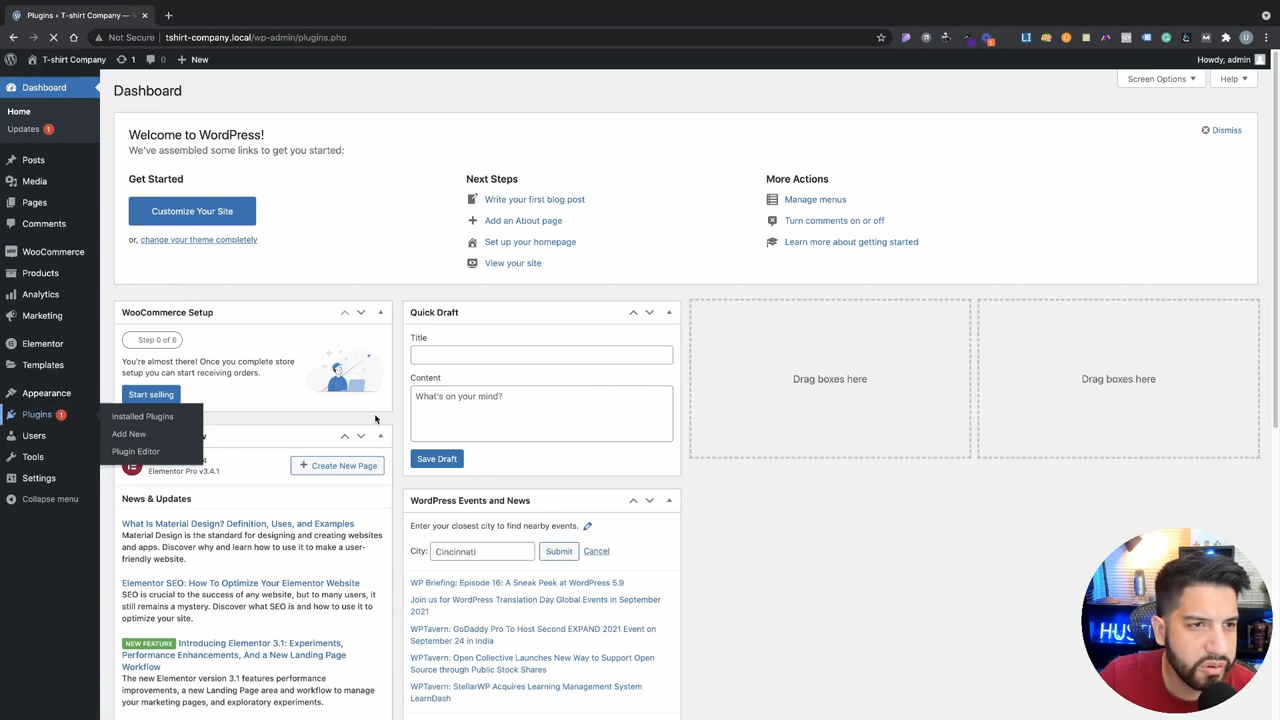 Plugins ‹ T-shirt Company — W
Not Secure
tshirt-company.local/wp-admin/plugins.php
T-shirt Company
1
0
New
Howdy, admin
Dashboard
Home
Updates 1
Posts
Media
Pages
Comments
WooCommerce
Products
Analytics
Marketing
Elementor
Templates
Appearance
Plugins 1
Users
Tools
Settings
Collapse menu
Installed Plugins
Add New
Plugin Editor
Dashboard
Screen Options
Help
Welcome to WordPress!
We've assembled some links to get you started:
Dismiss
Get Started
Customize Your Site
or, change your theme completely
Next Steps
Write your first blog post
Add an About page
Set up your homepage
View your site
More Actions
Manage menus
Turn comments on or off
Learn more about getting started
WooCommerce Setup
Step 0 of 6
You're almost there! Once you complete store
setup you can start receiving orders.
Start selling
Elementor Pro v3.4.1
Create New Page
News & Updates
What Is Material Design? Definition, Uses, and Examples
Material Design is the standard for designing and creating websites
and apps. Discover why and learn how to use it to make a user-
friendly website.
Elementor SEO: How To Optimize Your Elementor Website
SEO is crucial to the success of any website, but to many users, it
still remains a mystery. Discover what SEO is and how to use it to
optimize your site.
NEW FEATURE Introducing Elementor 3.1: Experiments,
Performance Enhancements, And a New Landing Page
Workflow
The new Elementor version 3.1 features performance
improvements, a new Landing Page area and workflow to manage
your marketing pages, and exploratory experiments.
Quick Draft
Title
Content
What's on your mind?
Save Draft
WordPress Events and News
Enter your closest city to find nearby events.
City: Cincinnati Submit Cancel
WP Briefing: Episode 16: A Sneak Peek at WordPress 5.9
Join us for WordPress Translation Day Global Events in September
2021
WPTavern: GoDaddy Pro To Host Second EXPAND 2021 Event on
September 24 in India
WPTavern: Open Collective Launches New Way to Support Open
Source through Public Stock Shares
WPTavern: StellarWP Acquires Learning Management System
LearnDash
Drag boxes here
Drag boxes here
HUS